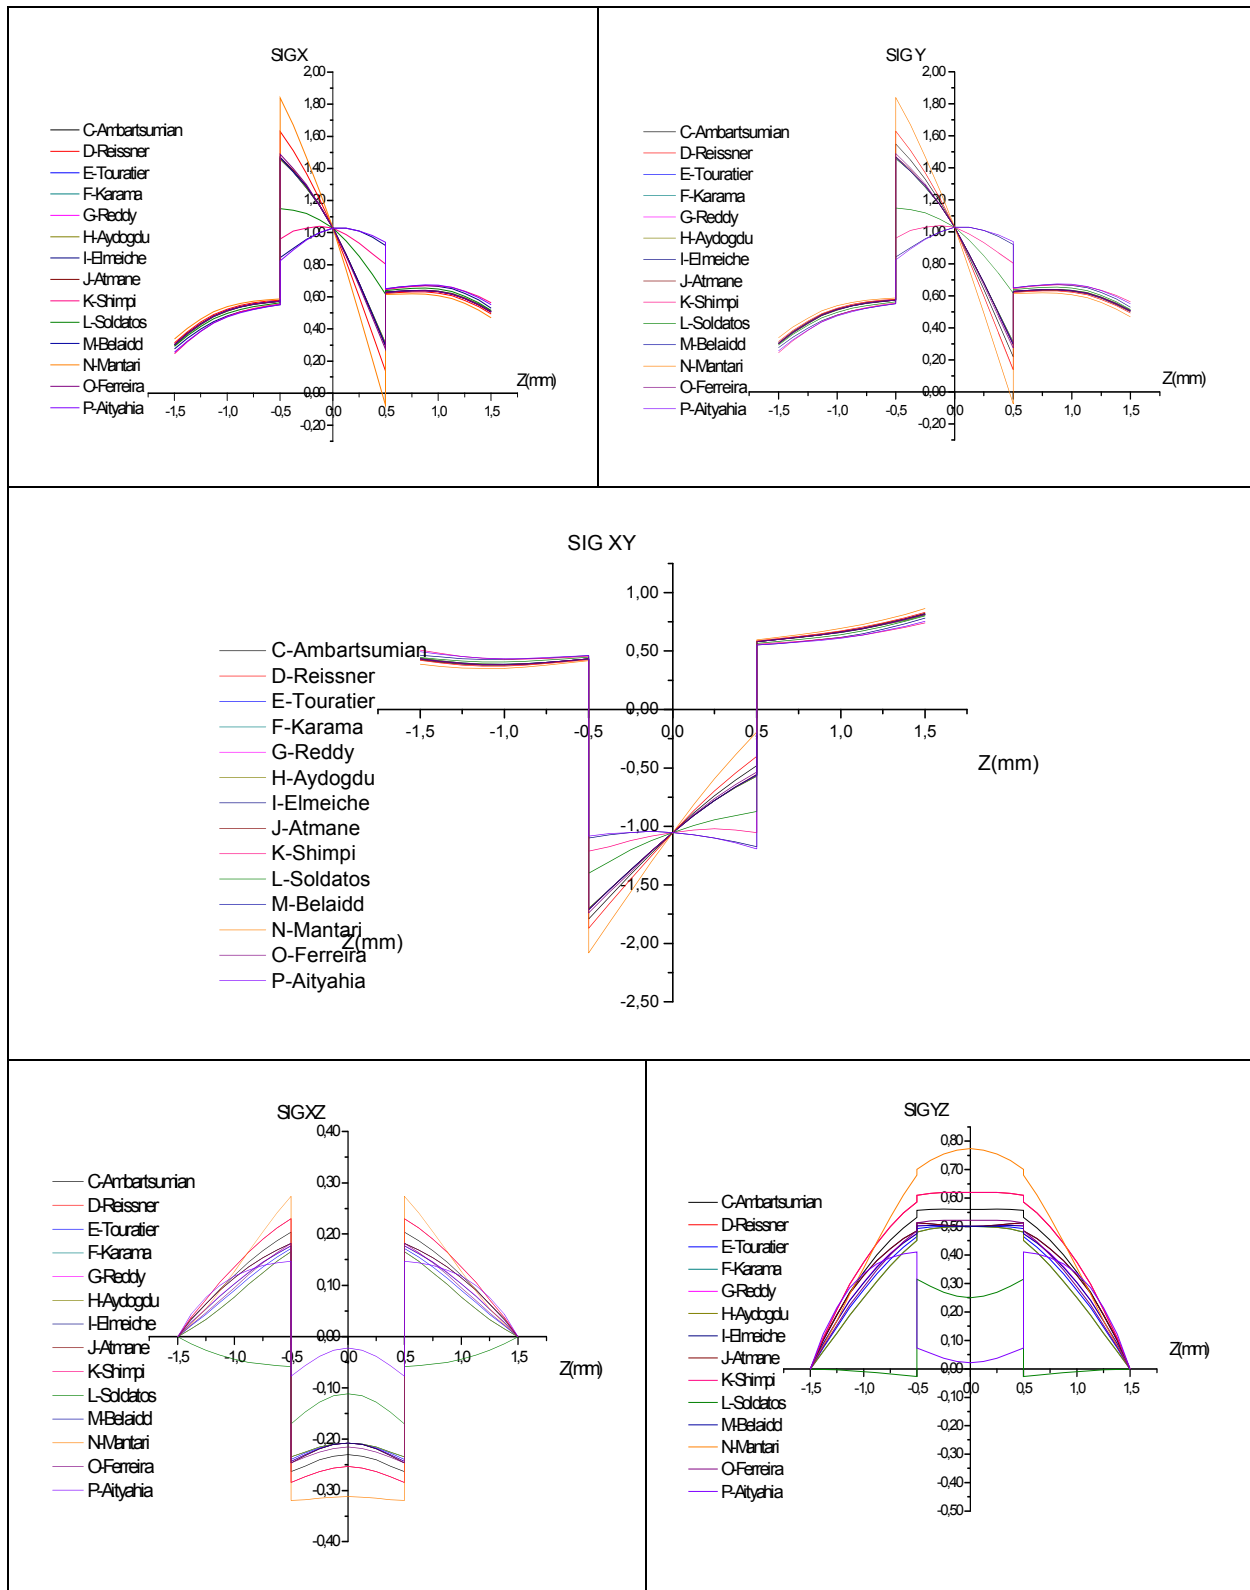 SIGX
2,00
1,80
1,60
1,40
1,20
1,00
0,80
0,60
0,40
0,20
0,00
-0,20
-1,5 -1,0 -0,5 0,0 0,5 1,0 1,5
Z(mm)
C-Ambartsumian
D-Reissner
E-Touratier
F-Karama
G-Reddy
H-Aydogdu
I-Elmeiche
J-Atmane
K-Shimpi
L-Soldatos
M-Belaidd
N-Mantari
O-Ferreira
P-Aityahia
SIGY
2,00
1,80
1,60
1,40
1,20
1,00
0,80
0,60
0,40
0,20
0,00
-0,20
-1,5 -1,0 -0,5 0,0 0,5 1,0 1,5
Z(mm)
C-Ambartsumian
D-Reissner
E-Touratier
F-Karama
G-Reddy
H-Aydogdu
I-Elmeiche
J-Atmane
K-Shimpi
L-Soldatos
M-Belaidd
N-Mantari
O-Ferreira
P-Aityahia
SIG XY
1,00
0,50
0,00
-0,50
-1,00
-1,50
-2,00
-2,50
-1,5 -1,0 -0,5 0,0 0,5 1,0 1,5
Z(mm)
C-Ambartsumian
D-Reissner
E-Touratier
F-Karama
G-Reddy
H-Aydogdu
I-Elmeiche
J-Atmane
K-Shimpi
L-Soldatos
M-Belaidd
N-Mantari
Z(mm)
O-Ferreira
P-Aityahia
SIGXZ
0,40
0,30
0,20
0,10
0,00
-0,10
-0,20
-0,30
-0,40
-1,5 -1,0 -0,5 0,0 0,5 1,0 1,5
Z(mm)
C-Ambartsumian
D-Reissner
E-Touratier
F-Karama
G-Reddy
H-Aydogdu
I-Elmeiche
J-Atmane
K-Shimpi
L-Soldatos
M-Belaidd
N-Mantari
O-Ferreira
P-Aityahia
SIGYZ
0,80
0,70
0,60
0,50
0,40
0,30
0,20
0,10
0,00
-0,10
-0,20
-0,30
-0,40
-0,50
-1,5 -1,0 -0,5 0,0 0,5 1,0 1,5
Z(mm)
C-Ambartsumian
D-Reissner
E-Touratier
F-Karama
G-Reddy
H-Aydogdu
I-Elmeiche
J-Atmane
K-Shimpi
L-Soldatos
M-Belaidd
N-Mantari
O-Ferreira
P-Aityahia